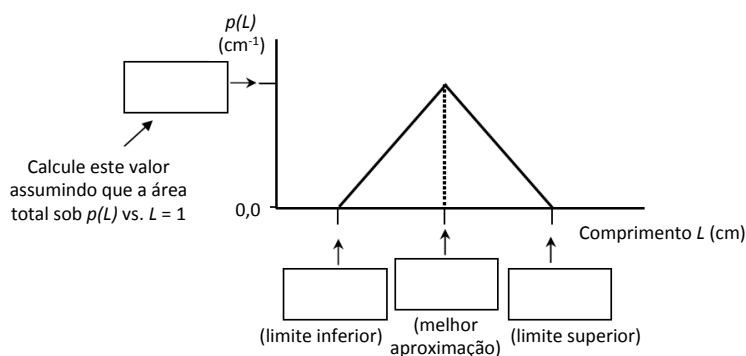 p(L)
(cm⁻¹)
Calcule este valor
assumindo que a área
total sob p(L) vs. L = 1
0,0
Comprimento L (cm)
(limite inferior)
(melhor
aproximação)
(limite superior)